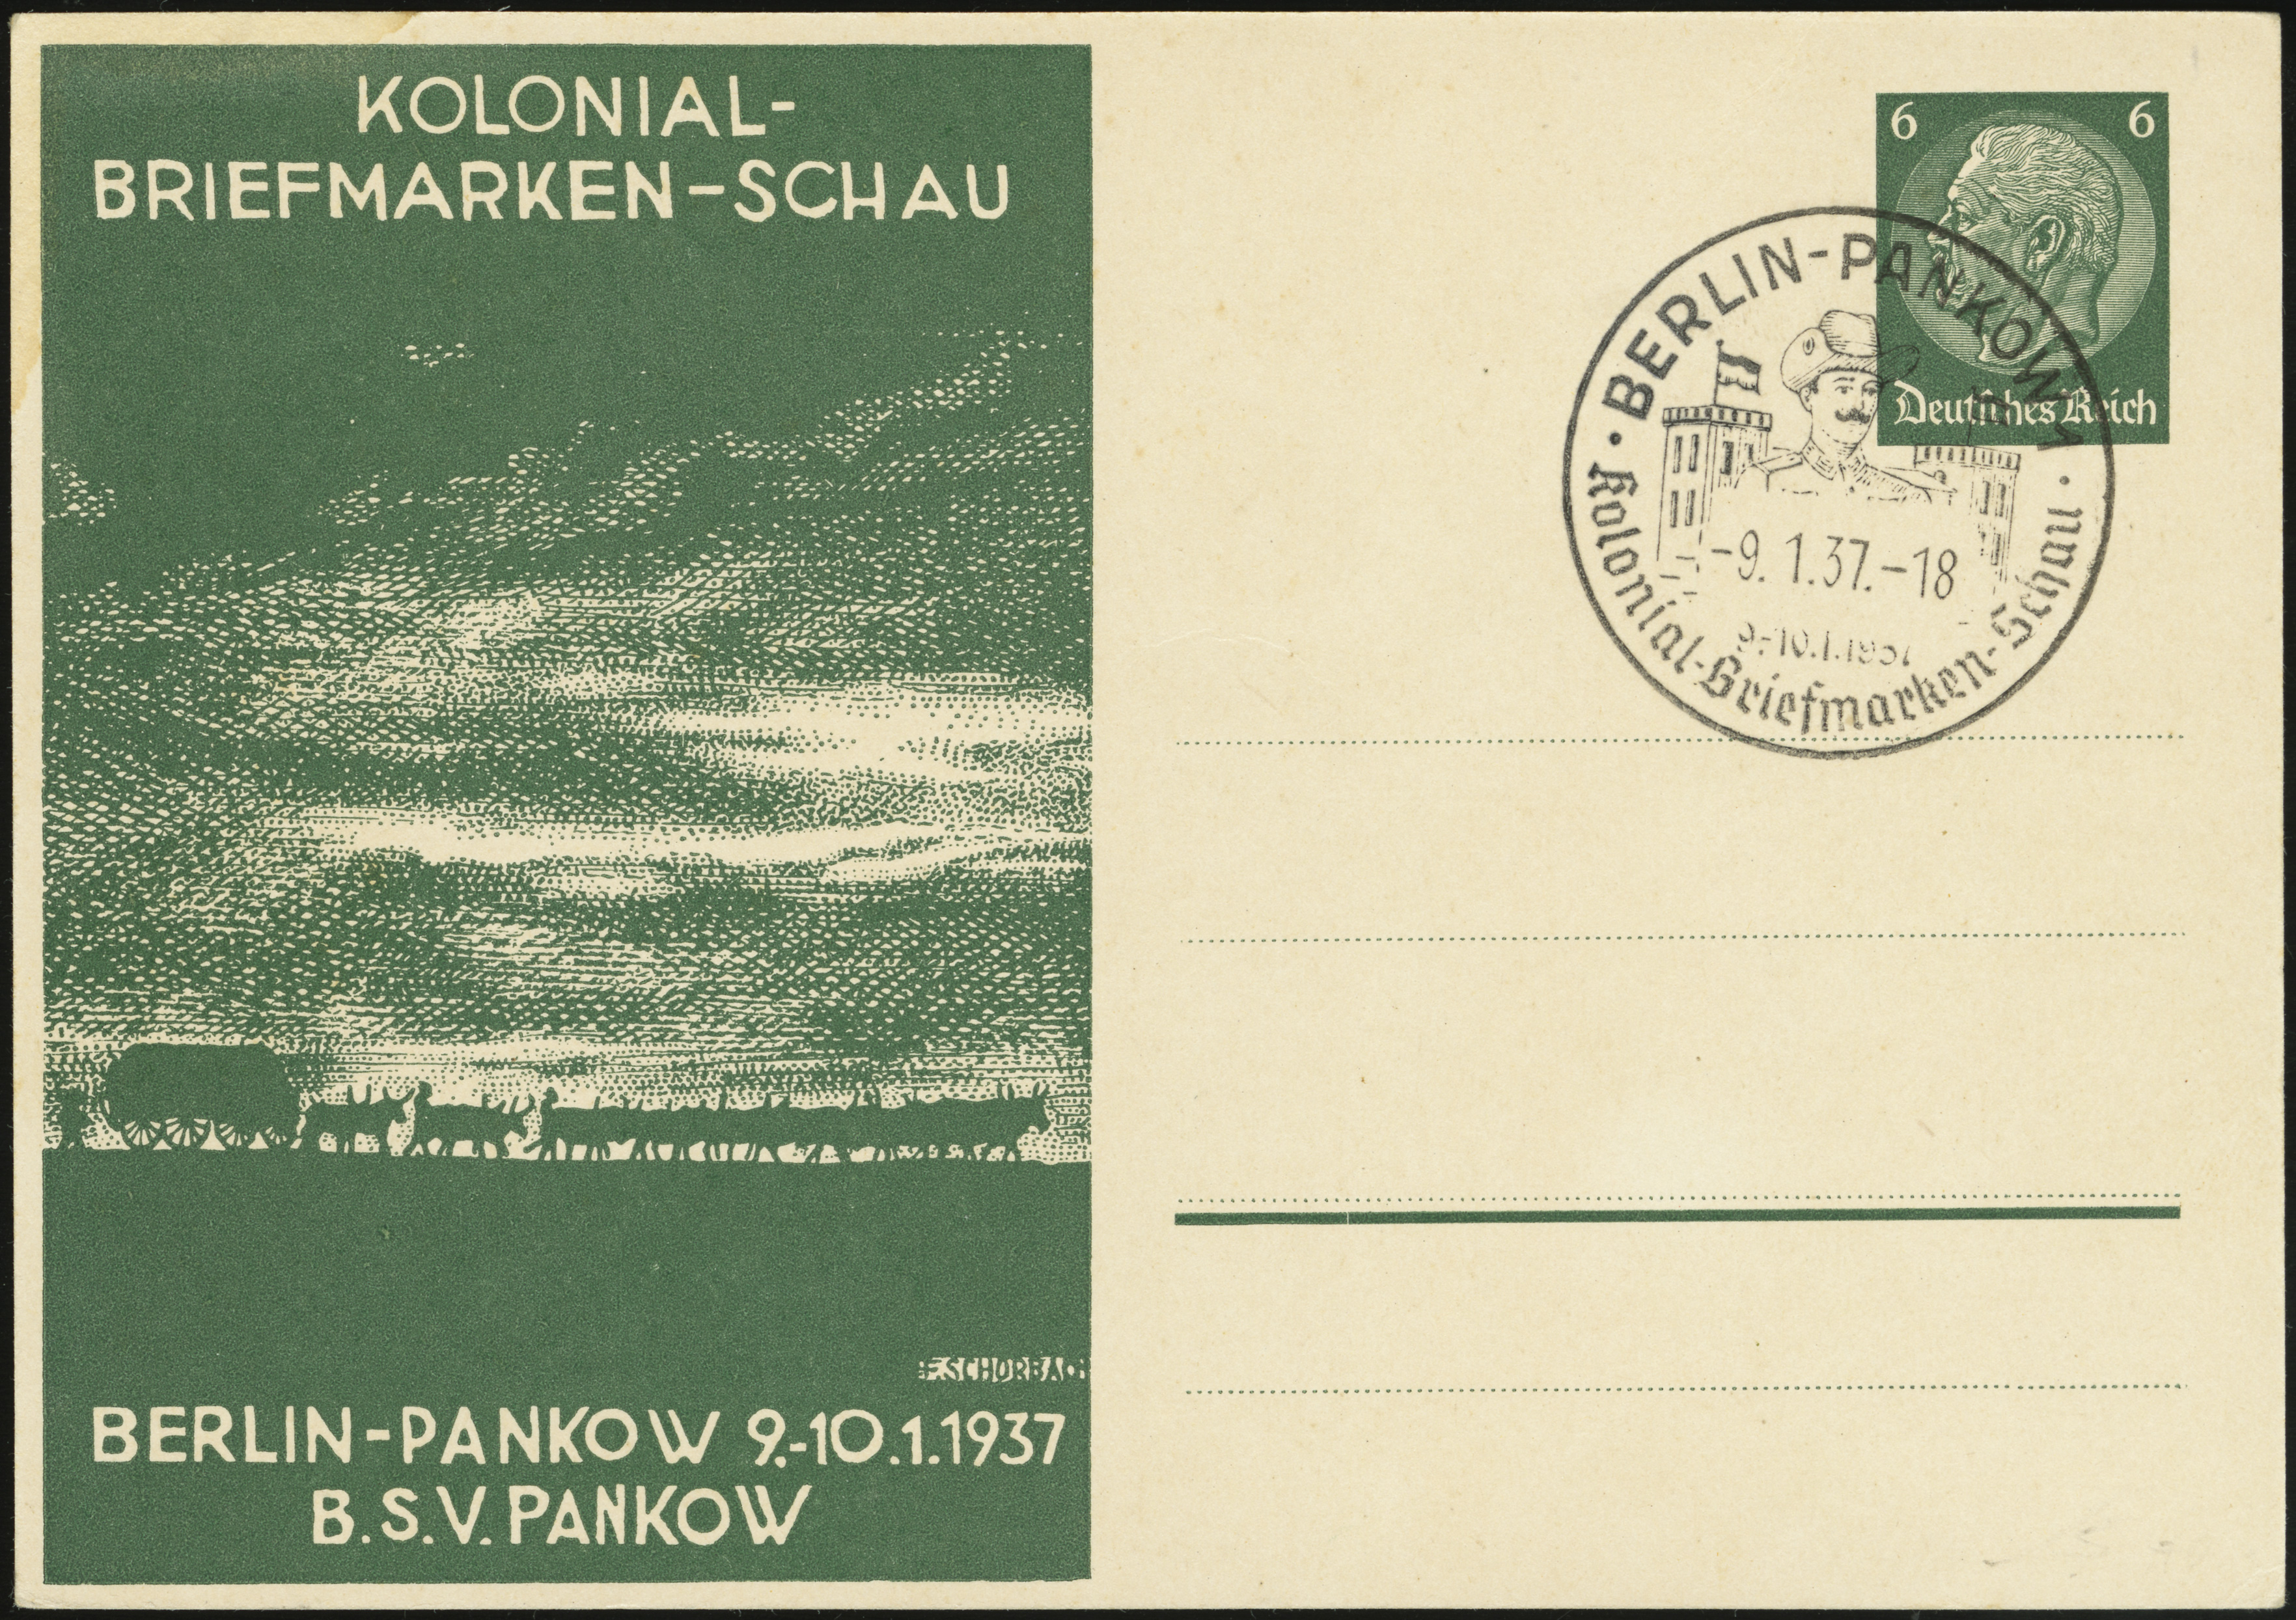 KOLONIAL-
BRIEFMARKEN-SCHAU
F.SCHORBACH
BERLIN-PANKOW 9.-10.1.1937
B.S.V. PANKOW
6 6
Deutsches Reich
· BERLIN-PANKOW 1 ·
-9. 1.37.-18
9.-10.1.1937
Kolonial-Briefmarken-Schau